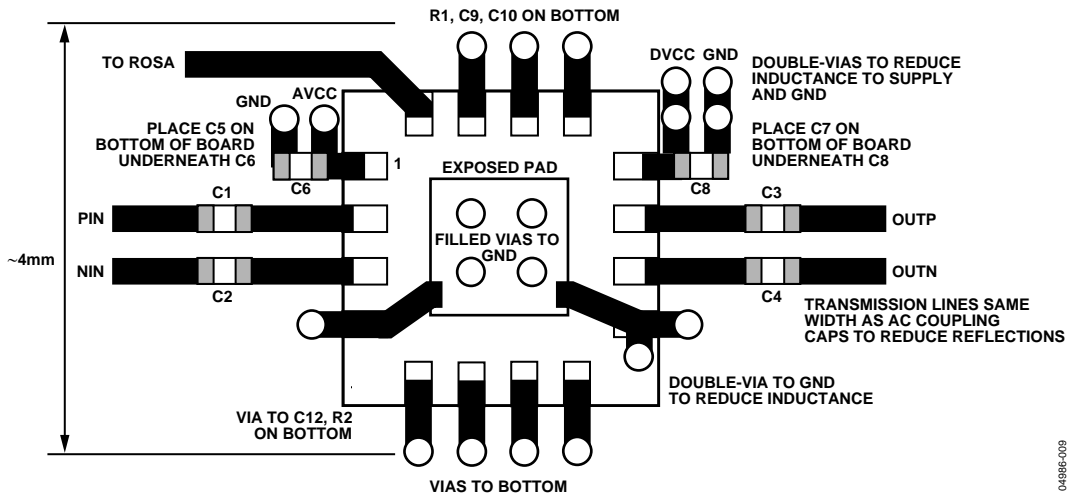 R1, C9, C10 ON BOTTOM
TO ROSA
DVCC GND
DOUBLE-VIAS TO REDUCE
INDUCTANCE TO SUPPLY
AND GND
GND
AVCC
PLACE C5 ON
BOTTOM OF BOARD
UNDERNEATH C6
PLACE C7 ON
BOTTOM OF BOARD
UNDERNEATH C8
1
EXPOSED PAD
C6
C8
C1
C3
PIN
OUTP
FILLED VIAS TO
GND
~4mm
NIN
OUTN
C2
C4
TRANSMISSION LINES SAME
WIDTH AS AC COUPLING
CAPS TO REDUCE REFLECTIONS
DOUBLE-VIA TO GND
TO REDUCE INDUCTANCE
VIA TO C12, R2
ON BOTTOM
VIAS TO BOTTOM
04986-009